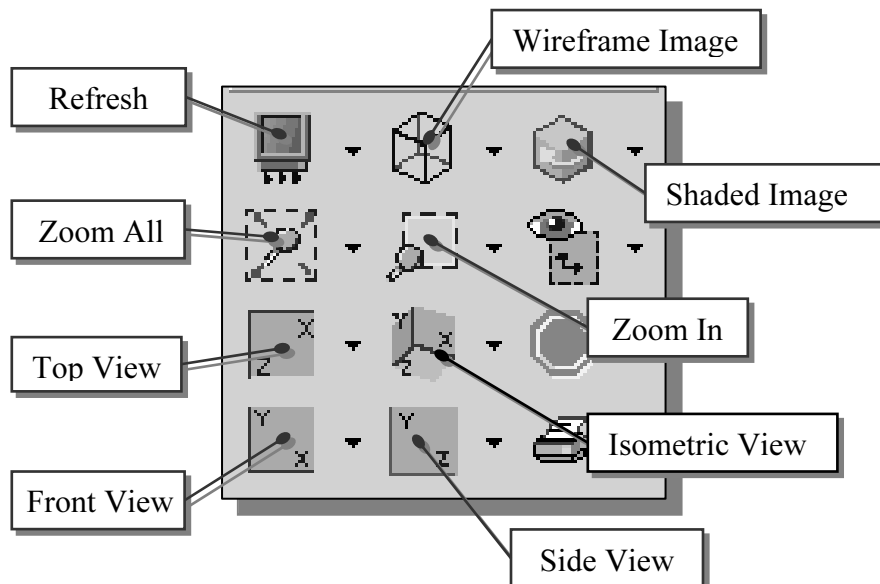 Wireframe Image
Refresh
Shaded Image
Zoom All
Zoom In
X
Z
Y
X
Z
Top View
Y
X
Y
Z
Isometric View
Front View
Side View